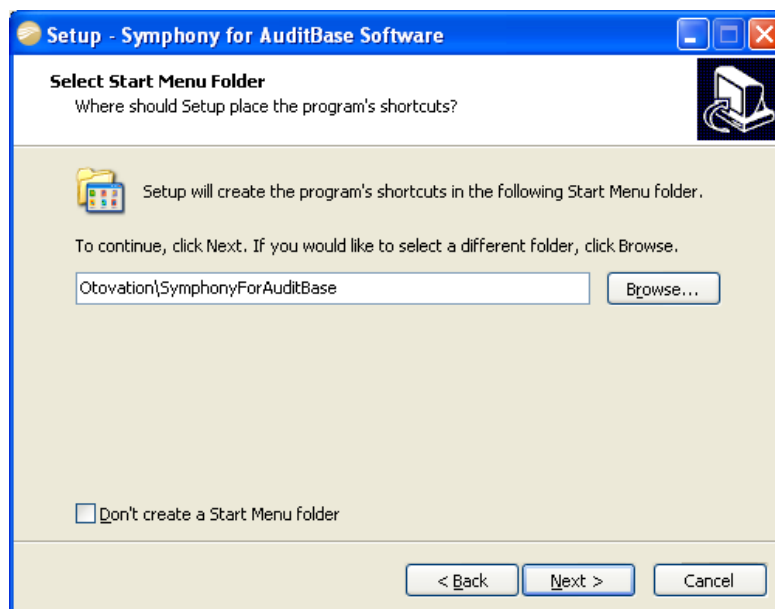 Setup - Symphony for AuditBase Software
Select Start Menu Folder
Where should Setup place the program's shortcuts?
Setup will create the program's shortcuts in the following Start Menu folder.
To continue, click Next. If you would like to select a different folder, click Browse.
Otovation\SymphonyForAuditBase
Browse...
Don't create a Start Menu folder
< Back
Next >
Cancel